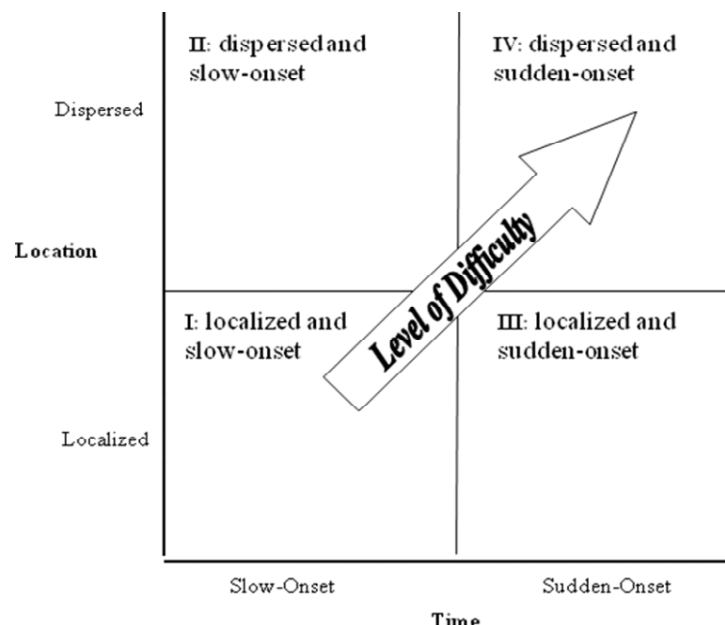 II: dispersed and
slow-onset
IV: dispersed and
sudden-onset
Dispersed
Location
Level of Difficulty
I: localized and
slow-onset
III: localized and
sudden-onset
Localized
Slow-Onset
Sudden-Onset
Time